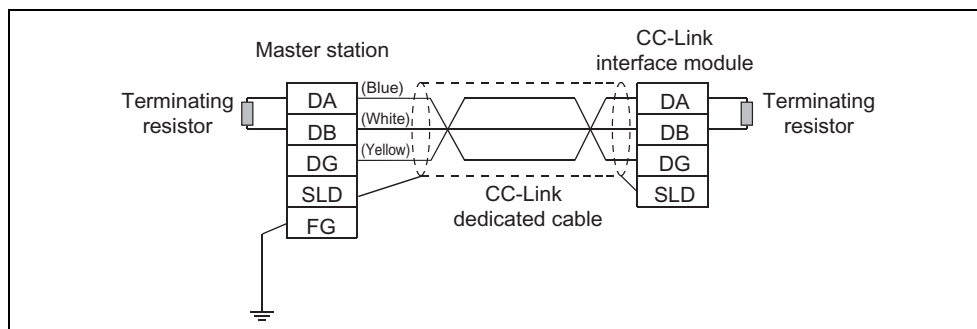 Master station
CC-Link
interface module
Terminating
resistor
DA
DB
DG
SLD
FG
(Blue)
(White)
(Yellow)
CC-Link
dedicated cable
DA
DB
DG
SLD
Terminating
resistor